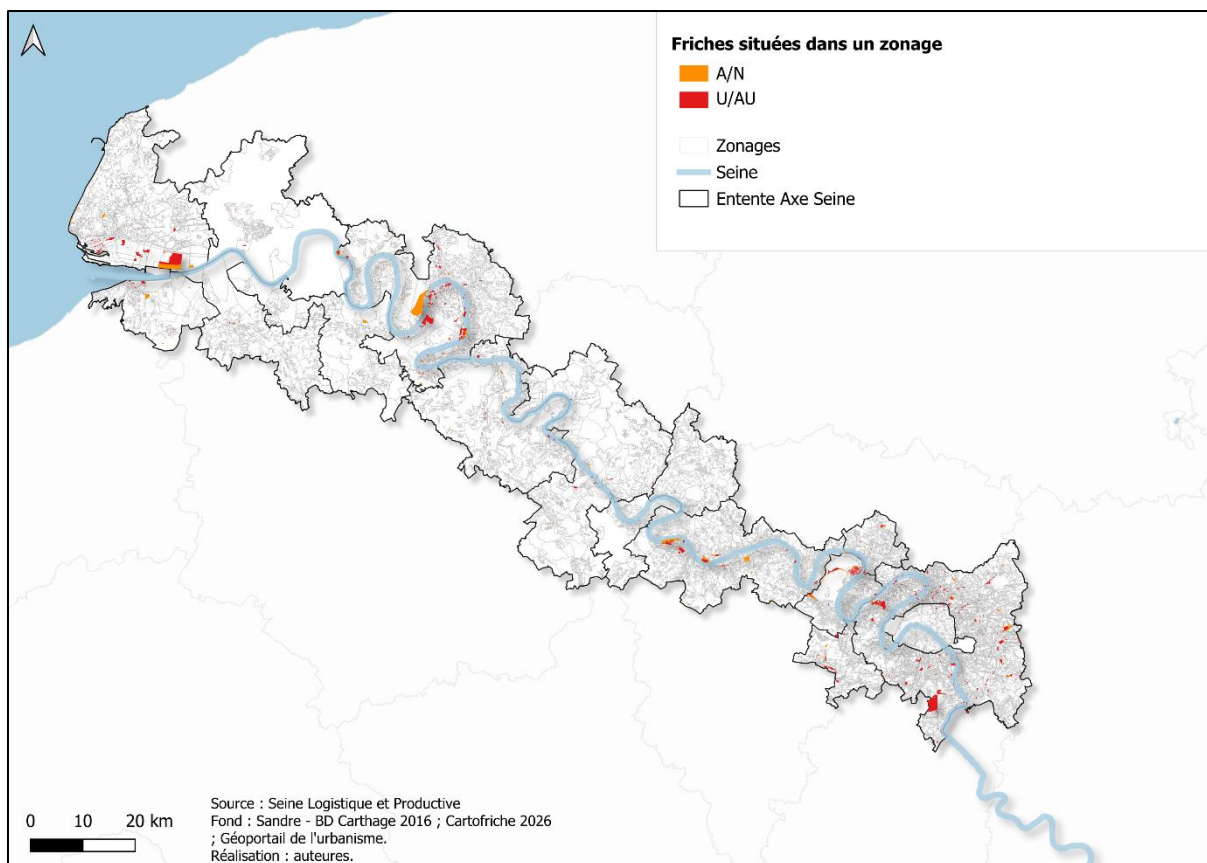 Friches situées dans un zonage
A/N
U/AU
Zonages
Seine
Entente Axe Seine
0 10 20 km
Source : Seine Logistique et Productive
Fond : Sandre - BD Carthage 2016 ; Cartofriche 2026
; Géoportail de l'urbanisme.
Réalisation : auteures.